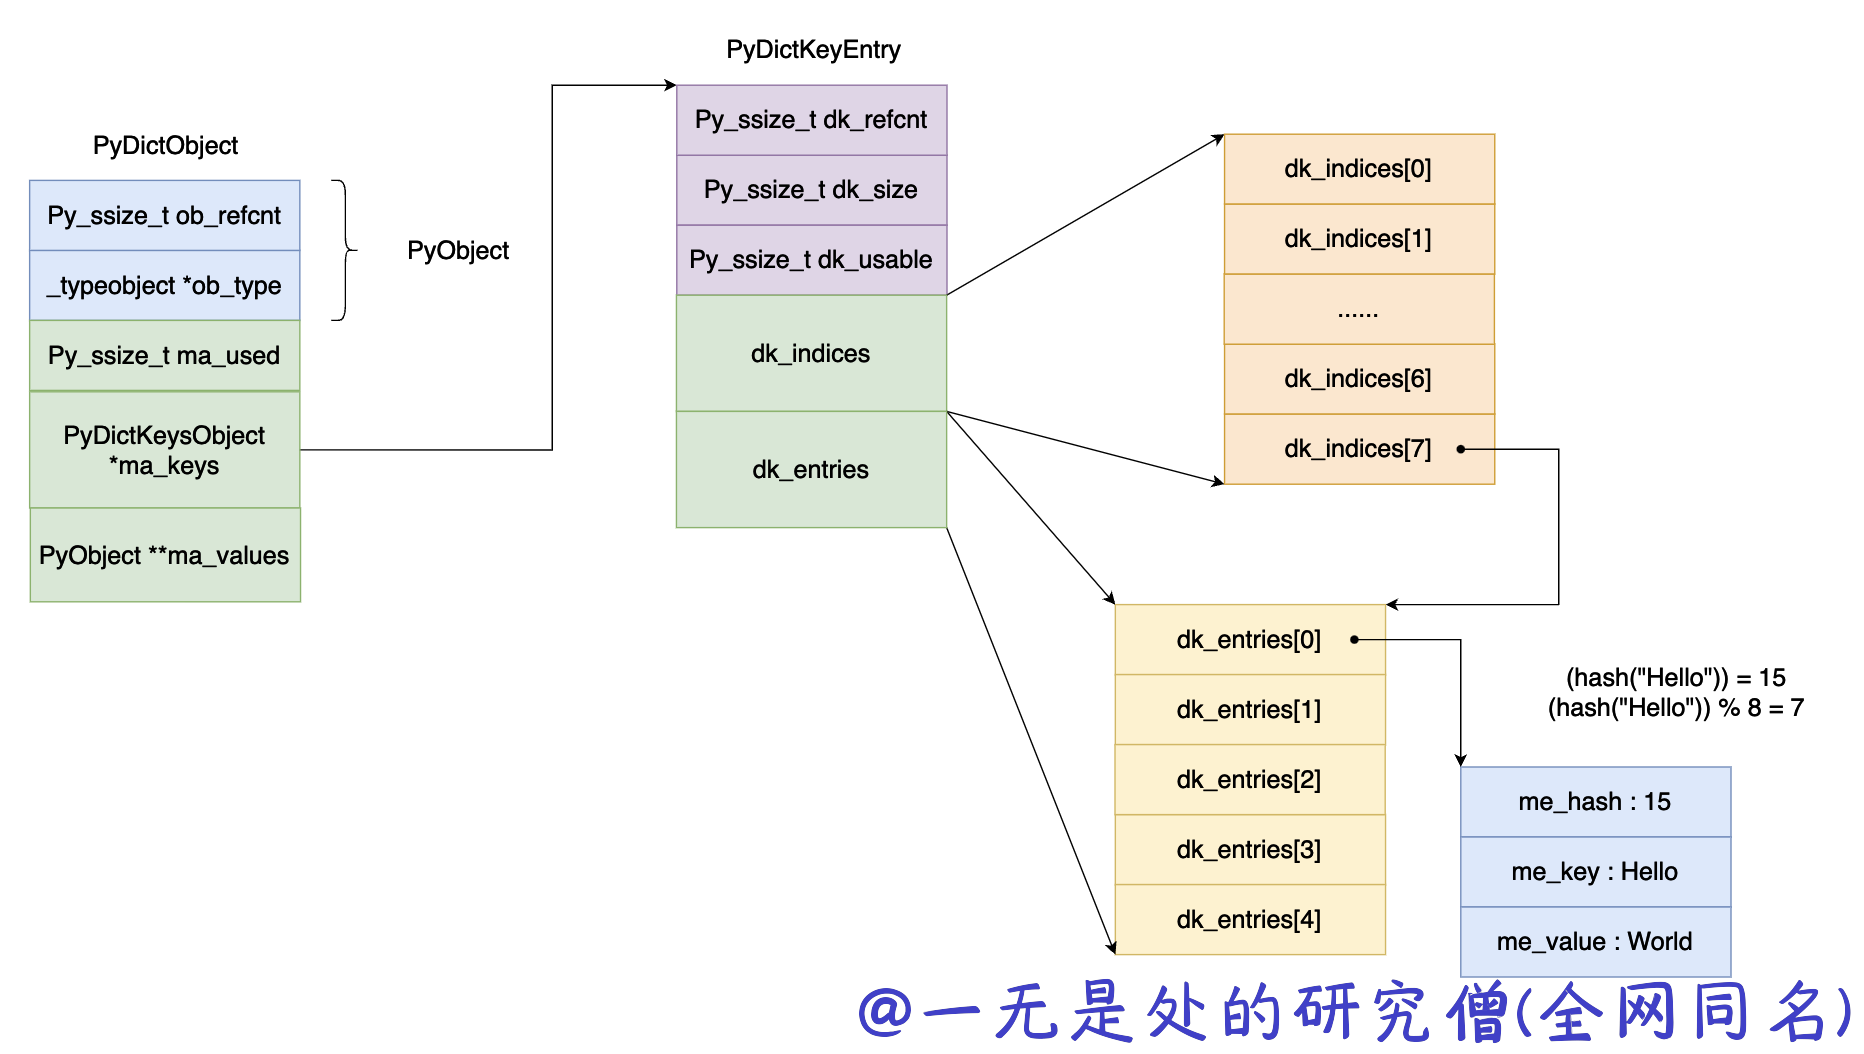 PyDictObject
Py_ssize_t ob_refcnt
_typeobject *ob_type
Py_ssize_t ma_used
PyDictKeysObject
*ma_keys
PyObject **ma_values
PyObject
PyDictKeyEntry
Py_ssize_t dk_refcnt
Py_ssize_t dk_size
Py_ssize_t dk_usable
dk_indices
dk_entries
dk_indices[0]
dk_indices[1]
......
dk_indices[6]
dk_indices[7]
dk_entries[0]
dk_entries[1]
dk_entries[2]
dk_entries[3]
dk_entries[4]
(hash("Hello")) = 15
(hash("Hello")) % 8 = 7
me_hash : 15
me_key : Hello
me_value : World
@一无是处的研究僧(全网同名)